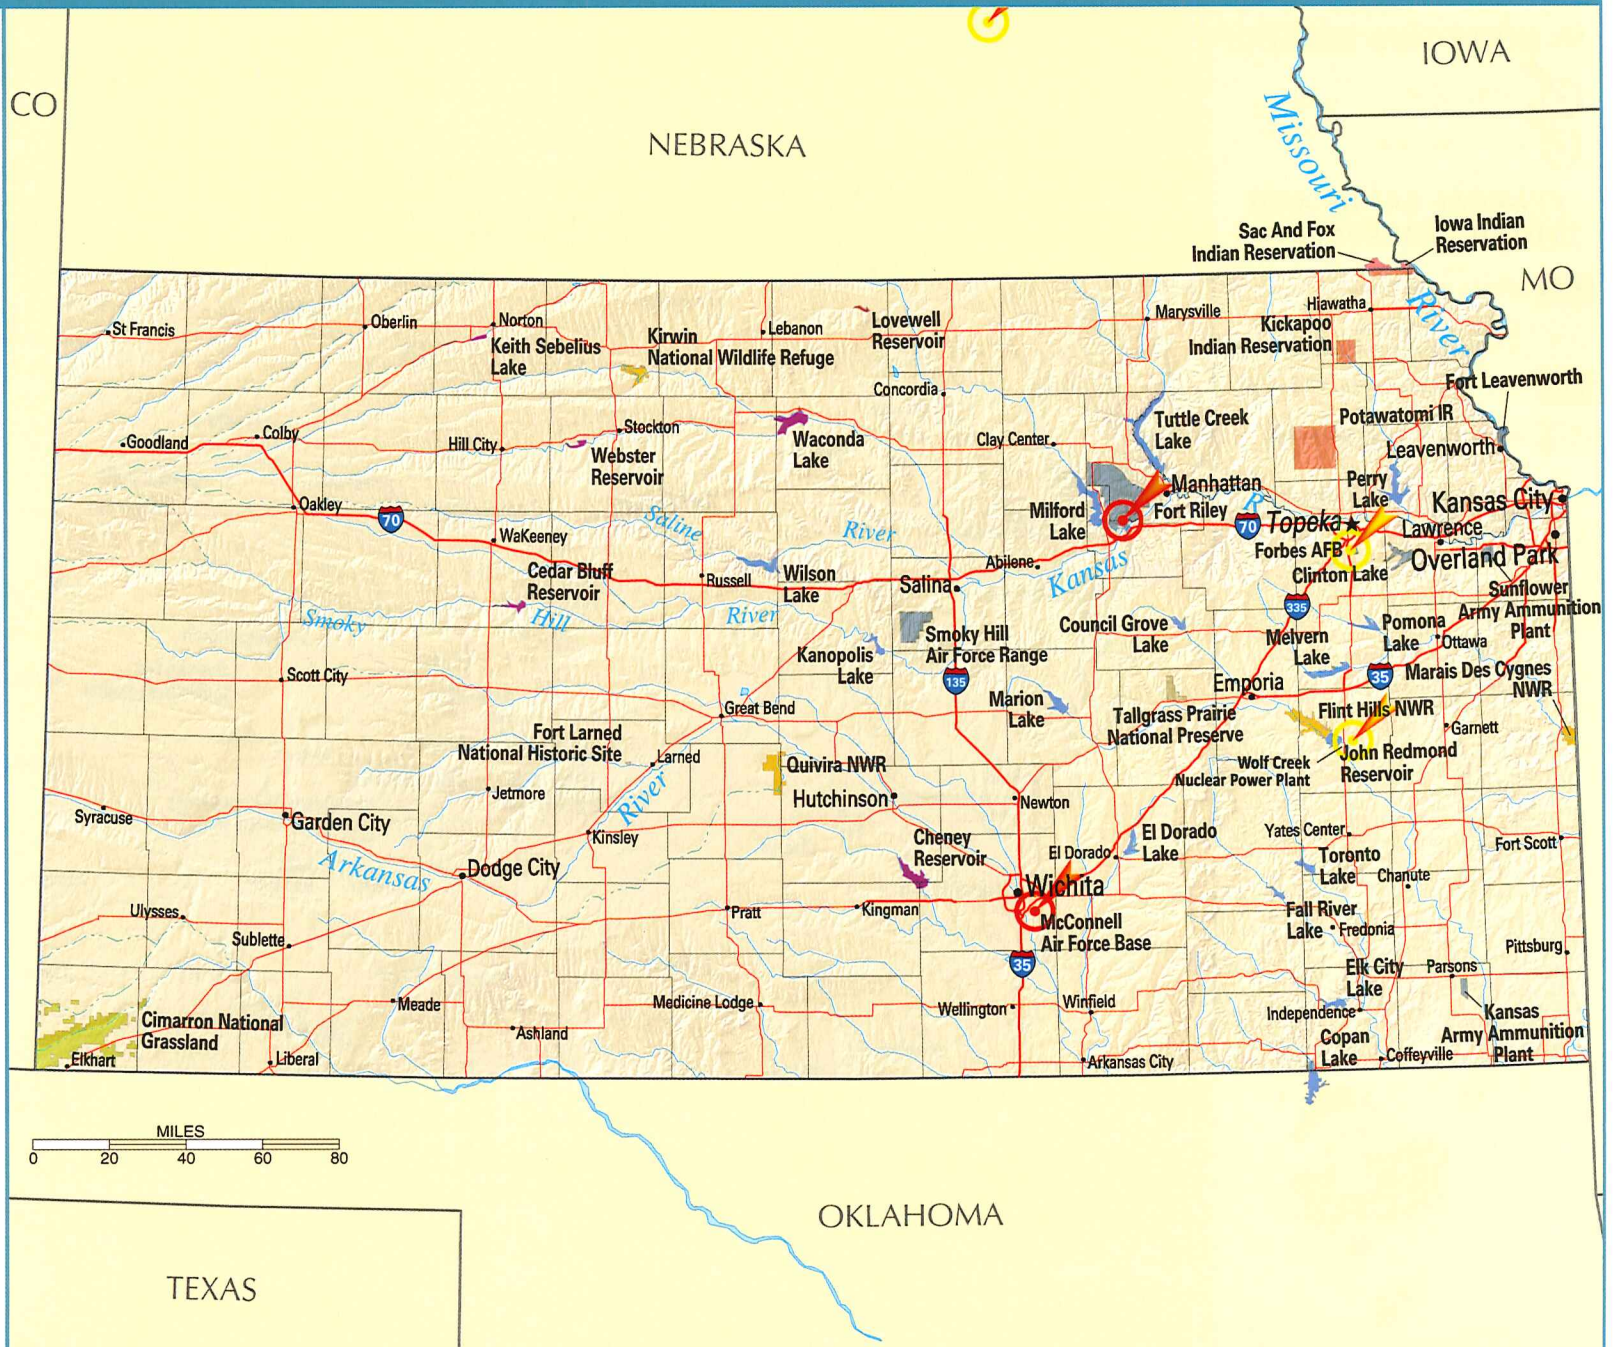 IOWA
CO
NEBRASKA
Missouri
River
Sac And Fox
Indian Reservation
Iowa Indian
Reservation
MO
St Francis
Oberlin
Norton
Keith Sebelius
Lake
Kirwin
National Wildlife Refuge
Lebanon
Lovewell
Reservoir
Marysville
Hiawatha
Kickapoo
Indian Reservation
Concordia
Fort Leavenworth
Potawatomi IR
Leavenworth
Goodland
Colby
Hill City
Stockton
Webster
Reservoir
Waconda
Lake
Clay Center
Tuttle Creek
Lake
Manhattan
Fort Riley
Milford
Lake
Perry
Lake
Kansas City
Oakley
70
WaKeeney
Saline
River
R
70
Topeka
Lawrence
Forbes AFB
Overland Park
Clinton Lake
Sunflower
Army Ammunition
Plant
Cedar Bluff
Reservoir
Russell
Wilson
Lake
Salina
Abilene
Kansas
Smoky
Hill
River
335
Smoky Hill
Air Force Range
Kanopolis
Lake
135
Council Grove
Lake
Melvern
Lake
Pomona
Lake
Ottawa
35
Marais Des Cygnes
NWR
Scott City
Great Bend
Marion
Lake
Emporia
Tallgrass Prairie
National Preserve
Flint Hills NWR
Garnett
Fort Larned
National Historic Site
Larned
Quivira NWR
Wolf Creek
Nuclear Power Plant
John Redmond
Reservoir
Jetmore
River
Hutchinson
Newton
Syracuse
Garden City
Kinsley
Arkansas
Dodge City
Cheney
Reservoir
El Dorado
El Dorado
Lake
Yates Center
Toronto
Lake
Chanute
Fort Scott
Wichita
McConnell
Air Force Base
Ulysses
Sublette
Pratt
Kingman
Fall River
Lake
Fredonia
Pittsburg
35
Elk City
Lake
Parsons
Meade
Medicine Lodge
Wellington
Winfield
Independence
Kansas
Army Ammunition
Plant
Cimarron National
Grassland
Elkhart
Liberal
Ashland
Arkansas City
Copan
Lake
Coffeyville
MILES
0 20 40 60 80
OKLAHOMA
TEXAS